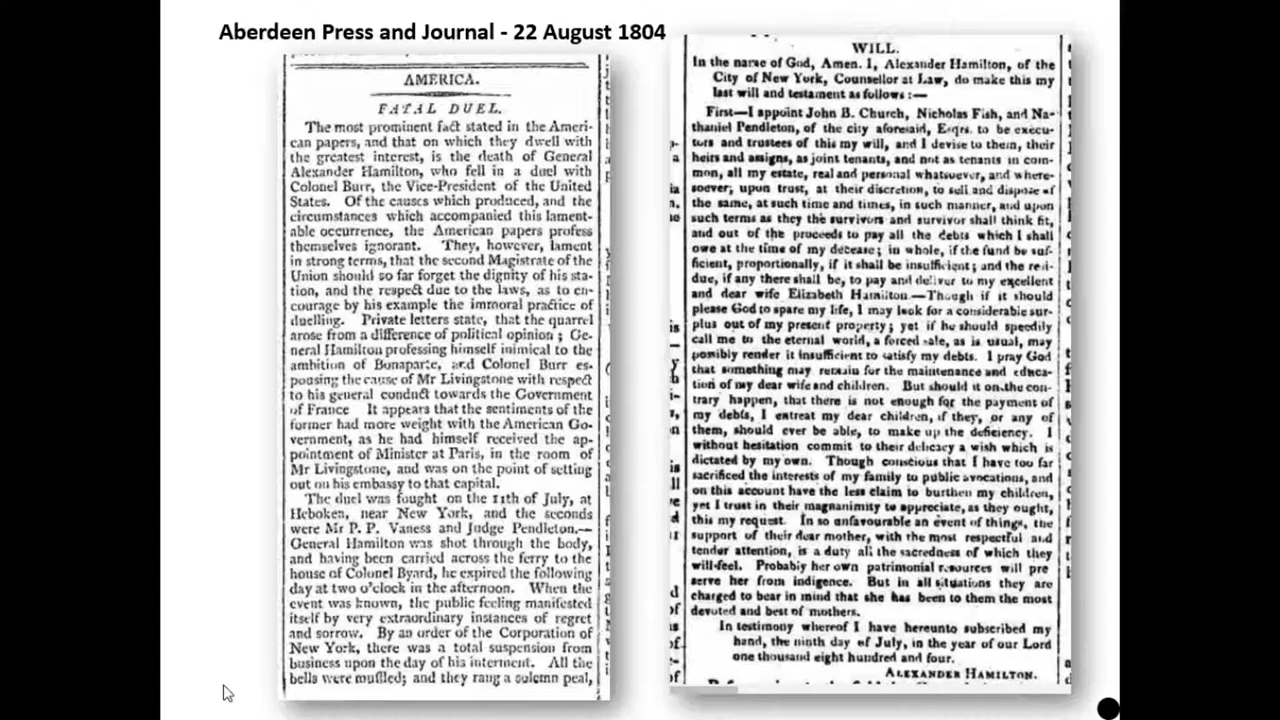 Aberdeen Press and Journal - 22 August 1804
AMERICA.
FATAL DUEL.
The most prominent fact stated in the Ameri-
can papers, and that on which they dwell with
the greatest interest, is the death of General
Alexander Hamilton, who fell in a duel with
Colonel Burr, the Vice-President of the United
States. Of the causes which produced, and the
circumstances which accompanied this lament-
able occurrence, the American papers profess
themselves ignorant. They, however, lament
in strong terms, that the second Magistrate of the
Union should so far forget the dignity of his sta-
tion, and the respect due to the laws, as to en-
courage by his example the immoral practice of
duelling. Private letters state, that the quarrel
arose from a difference of political opinion; Ge-
neral Hamilton professing himself inimical to the
ambition of Bonaparte, and Colonel Burr es-
pousing the cause of Mr Livingstone with respect
to his general conduct towards the Government
of France It appears that the sentiments of the
former had more weight with the American Go-
vernment, as he had himself received the ap-
pointment of Minister at Paris, in the room of
Mr Livingstone, and was on the point of setting
out on his embassy to that capital.
The duel was fought on the 11th of July, at
Heboken, near New York, and the seconds
were Mr P. P. Vaness and Judge Pendleton.—
General Hamilton was shot through the body,
and having been carried across the ferry to the
house of Colonel Byard, he expired the following
day at two o'clock in the afternoon. When the
event was known, the public feeling manifested
itself by very extraordinary instances of regret
and sorrow. By an order of the Corporation of
New York, there was a total suspension from
business upon the day of his interment. All the
bells were muffled; and they rang a solemn peal,
WILL.
In the name of God, Amen. I, Alexander Hamilton, of the
City of New York, Counsellor at Law, do make this my
last will and testament as follows:—
First—I appoint John B. Church, Nicholas Fish, and Na-
thaniel Pendleton, of the city aforesaid, Esqrs. to be execu-
tors and trustees of this my will, and I devise to them, their
heirs and assigns, as joint tenants, and not as tenants in com-
mon, all my estate, real and personal whatsoever, and where-
soever, upon trust, at their discretion, to sell and dispose of
the same, at such time and times, in such manner, and upon
such terms as they the survivors and survivor shall think fit,
and out of the proceeds to pay all the debts which I shall
owe at the time of my decease; in whole, if the fund be suf-
ficient, proportionally, if it shall be insufficient; and the resi-
due, if any there shall be, to pay and deliver to my excellent
and dear wife Elizabeth Hamilton.—Though if it should
please God to spare my life, I may look for a considerable sur-
plus out of my present property; yet if he should speedily
call me to the eternal world, a forced sale, as is usual, may
possibly render it insufficient to satisfy my debts. I pray God
that something may remain for the maintenance and educa-
tion of my dear wife and children. But should it on the con-
trary happen, that there is not enough for the payment of
my debts, I entreat my dear children, if they, or any of
them, should ever be able, to make up the deficiency. I
without hesitation commit to their delicacy a wish which is
dictated by my own. Though conscious that I have too far
sacrificed the interests of my family to public avocations, and
on this account have the less claim to burthen my children,
yet I trust in their magnanimity to appreciate, as they ought,
this my request. In so unfavourable an event of things, the
support of their dear mother, with the most respectful and
tender attention, is a duty all the sacredness of which they
will feel. Probably her own patrimonial resources will pre
serve her from indigence. But in all situations they are
charged to bear in mind that she has been to them the most
devoted and best of mothers.
In testimony whereof I have hereunto subscribed my
hand, the ninth day of July, in the year of our Lord
one thousand eight hundred and four.
ALEXANDER HAMILTON.